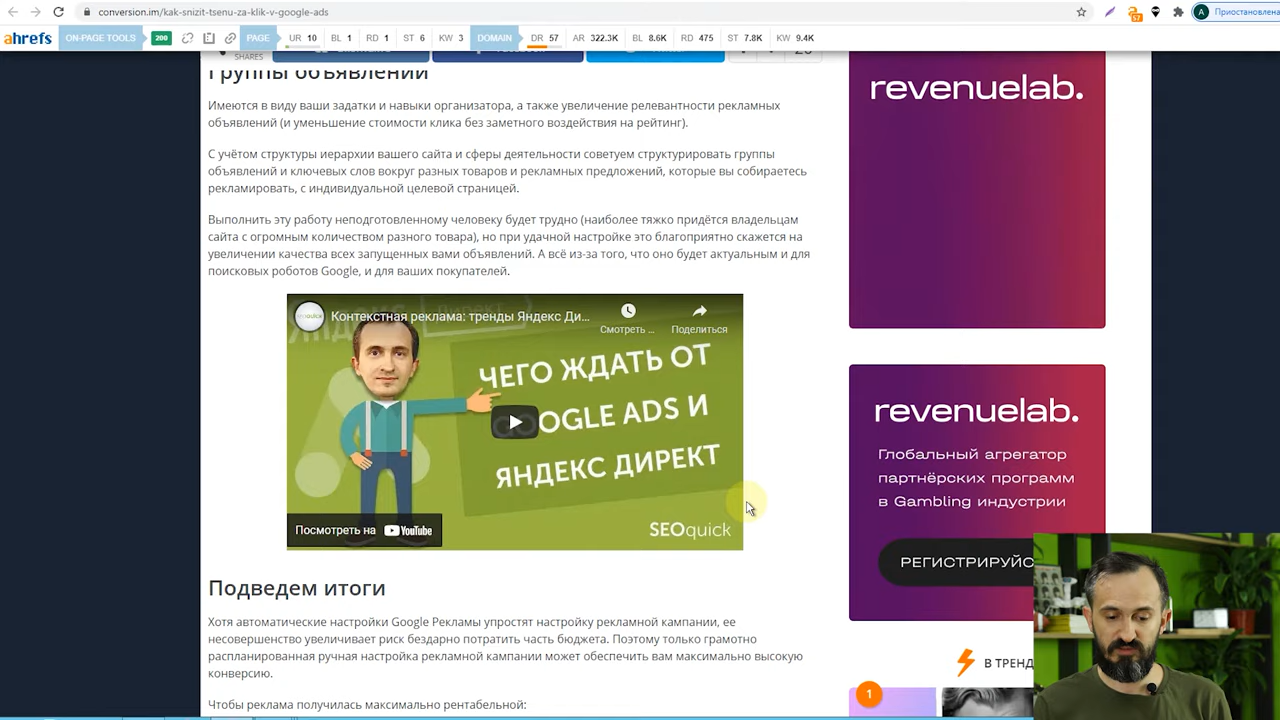 conversion.im/kak-snizit-tsenu-za-klik-v-google-ads
57
A
Приостановлена
ahrefs
ON-PAGE TOOLS
200
PAGE
UR 10
BL 1
RD 1
ST 6
KW 3
DOMAIN
DR 57
AR 322.3K
BL 8.6K
RD 475
ST 7.8K
KW 9.4K
SHARES
Группы объявлений
Имеются в виду ваши задатки и навыки организатора, а также увеличение релевантности рекламных
объявлений (и уменьшение стоимости клика без заметного воздействия на рейтинг).
С учётом структуры иерархии вашего сайта и сферы деятельности советуем структурировать группы
объявлений и ключевых слов вокруг разных товаров и рекламных предложений, которые вы собираетесь
рекламировать, с индивидуальной целевой страницей.
Выполнить эту работу неподготовленному человеку будет трудно (наиболее тяжко придётся владельцам
сайта с огромным количеством разного товара), но при удачной настройке это благоприятно скажется на
увеличении качества всех запущенных вами объявлений. А всё из-за того, что оно будет актуальным и для
поисковых роботов Google, и для ваших покупателей.
Контекстная реклама: тренды Яндекс Ди...
Смотреть ...
Поделиться
ЧЕГО ЖДАТЬ ОТ
GOOGLE ADS И
ЯНДЕКС ДИРЕКТ
Посмотреть на YouTube
SEOquick
Подведем итоги
Хотя автоматические настройки Google Рекламы упростят настройку рекламной кампании, ее
несовершенство увеличивает риск бездарно потратить часть бюджета. Поэтому только грамотно
распланированная ручная настройка рекламной кампании может обеспечить вам максимально высокую
конверсию.
Чтобы реклама получилась максимально рентабельной:
revenuelab.
revenuelab.
Глобальный агрегатор
партнёрских программ
в Gambling индустрии
РЕГИСТРИРУЙС
В ТРЕНД
1